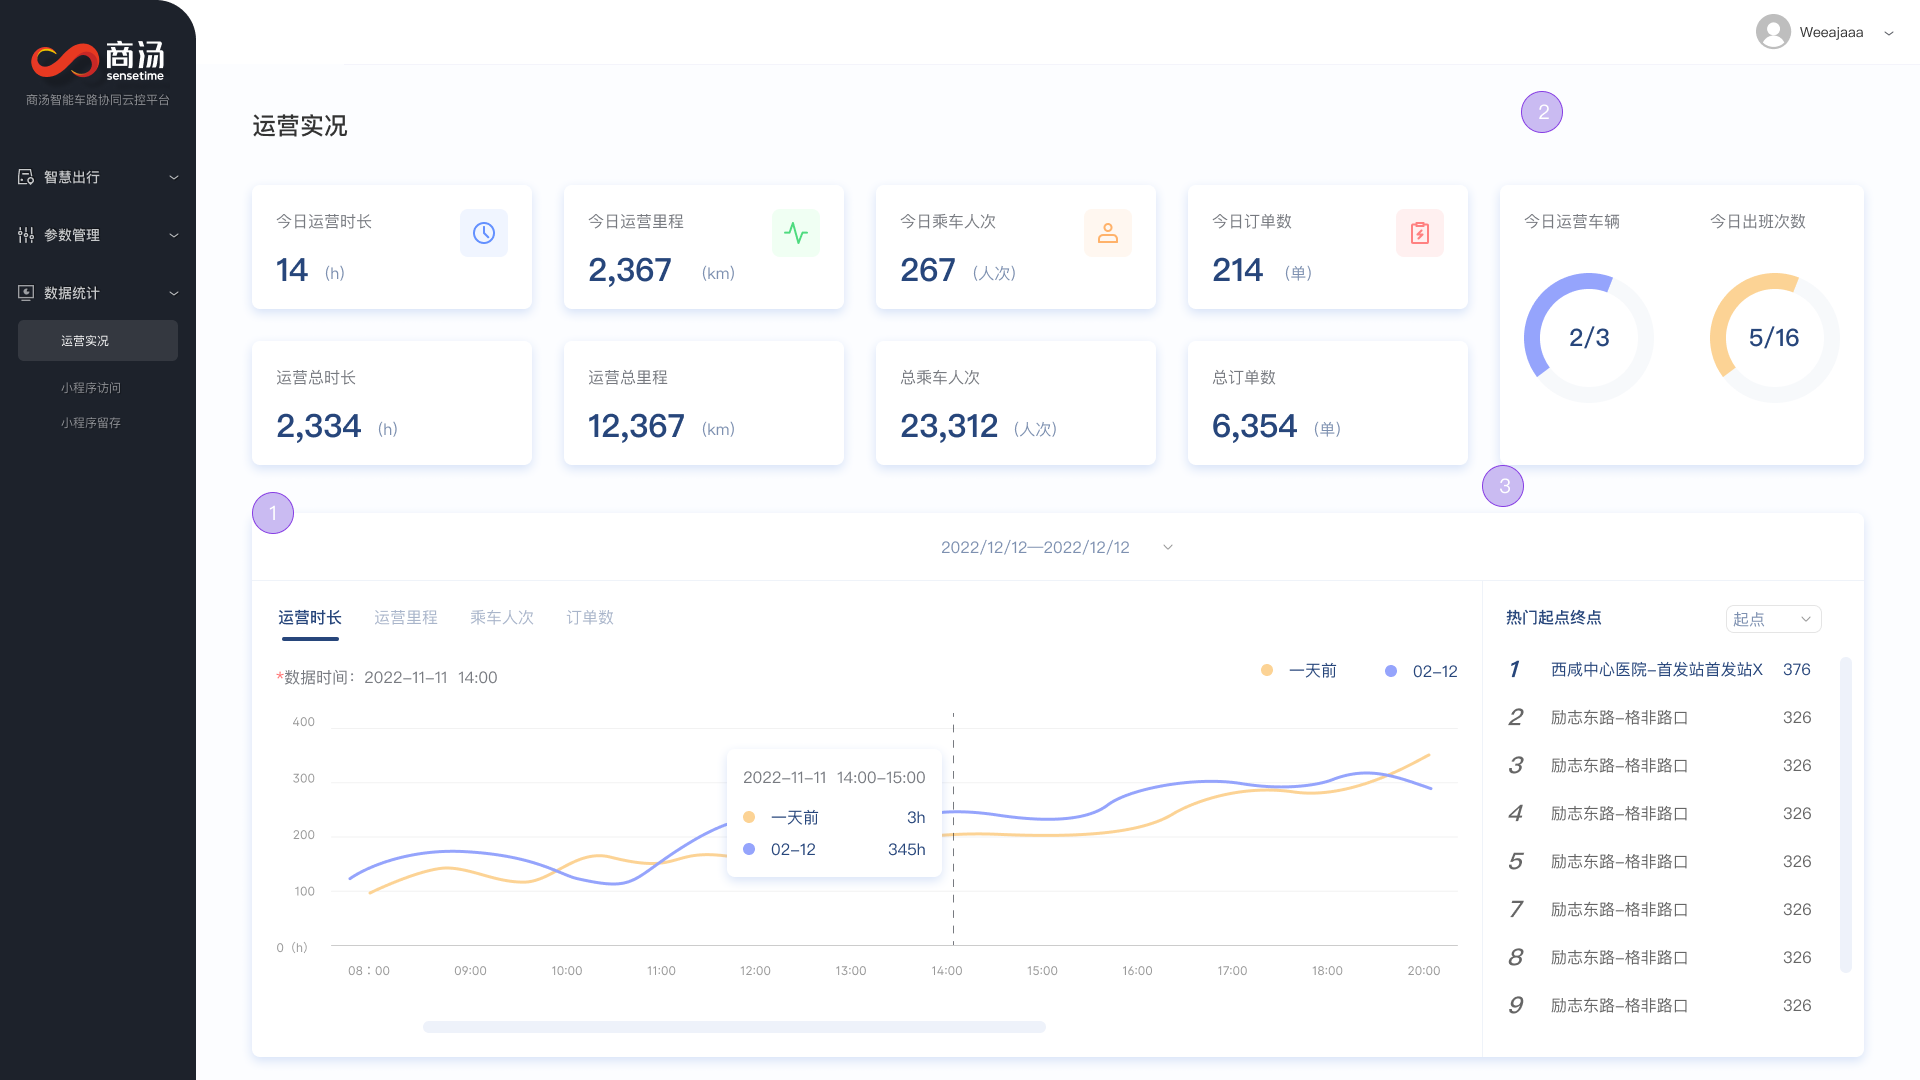 商汤
sensetime
商汤智能车路协同云控平台
智慧出行
参数管理
数据统计
运营实况
小程序访问
小程序留存
Weeajaaa
运营实况
2
今日运营时长
14 (h)
今日运营里程
2,367 (km)
今日乘车人次
267 (人次)
今日订单数
214 (单)
今日运营车辆
2/3
今日出班次数
5/16
运营总时长
2,334 (h)
运营总里程
12,367 (km)
总乘车人次
23,312 (人次)
总订单数
6,354 (单)
3
1
2022/12/12—2022/12/12
运营时长 运营里程 乘车人次 订单数
*数据时间: 2022-11-11 14:00
一天前 02-12
400
300
200
100
0 (h)
2022-11-11 14:00-15:00
一天前 3h
02-12 345h
08：00 09:00 10:00 11:00 12:00 13:00 14:00 15:00 16:00 17:00 18:00 20:00
热门起点终点 起点
1 西咸中心医院-首发站首发站X 376
2 励志东路-格非路口 326
3 励志东路-格非路口 326
4 励志东路-格非路口 326
5 励志东路-格非路口 326
7 励志东路-格非路口 326
8 励志东路-格非路口 326
9 励志东路-格非路口 326